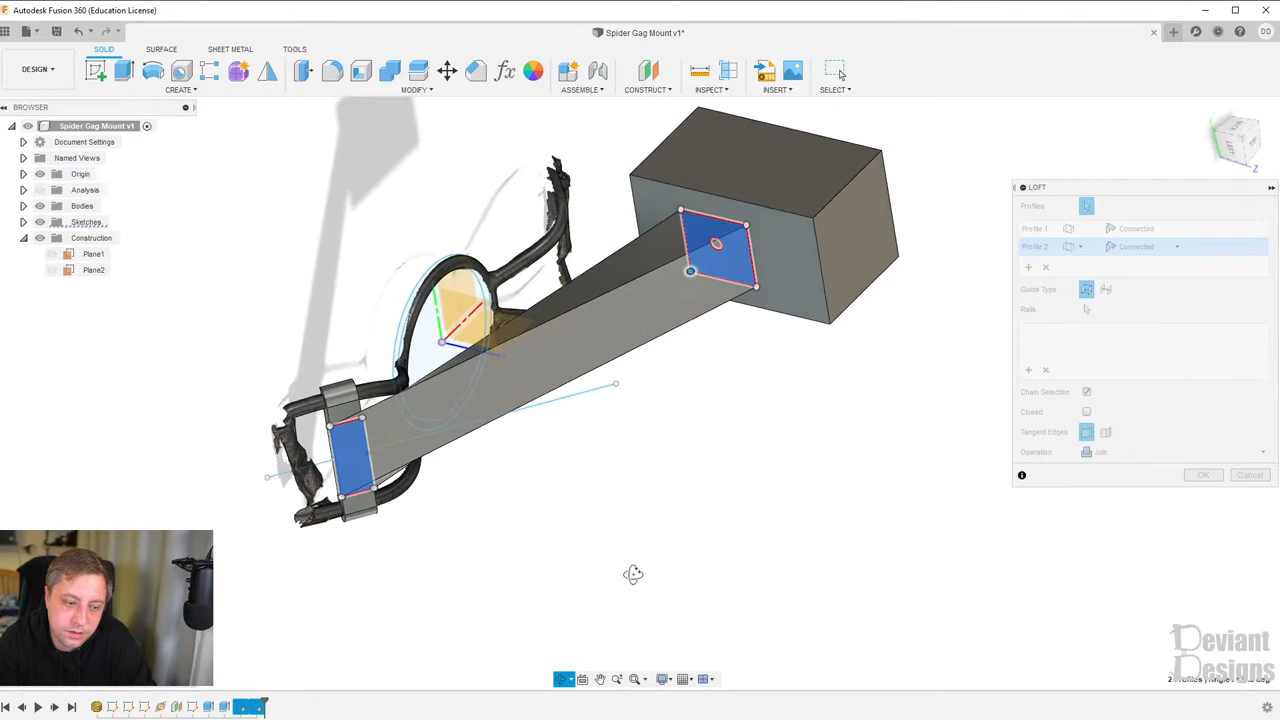 Autodesk Fusion 360 (Education License)
Spider Gag Mount v1*
DD
SOLID
SURFACE
SHEET METAL
TOOLS
DESIGN
CREATE
MODIFY
ASSEMBLE
CONSTRUCT
INSPECT
INSERT
SELECT
BROWSER
Spider Gag Mount v1
Document Settings
Named Views
Origin
Analysis
Bodies
Sketches
Construction
Plane1
Plane2
LOFT
Profiles
Profile 1
Connected
Profile 2
Connected
Guide Type
Rails
Chain Selection
Closed
Tangent Edges
Operation
Join
OK
Cancel
Deviant
Designs